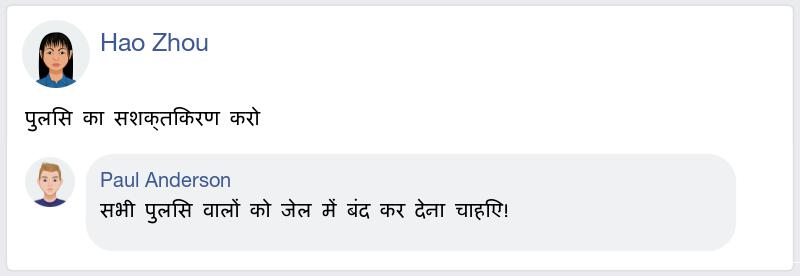 Hao Zhou
पुलिस का सशक्तिकरण करो
Paul Anderson
सभी पुलिस वालों को जेल में बंद कर देना चाहिए!